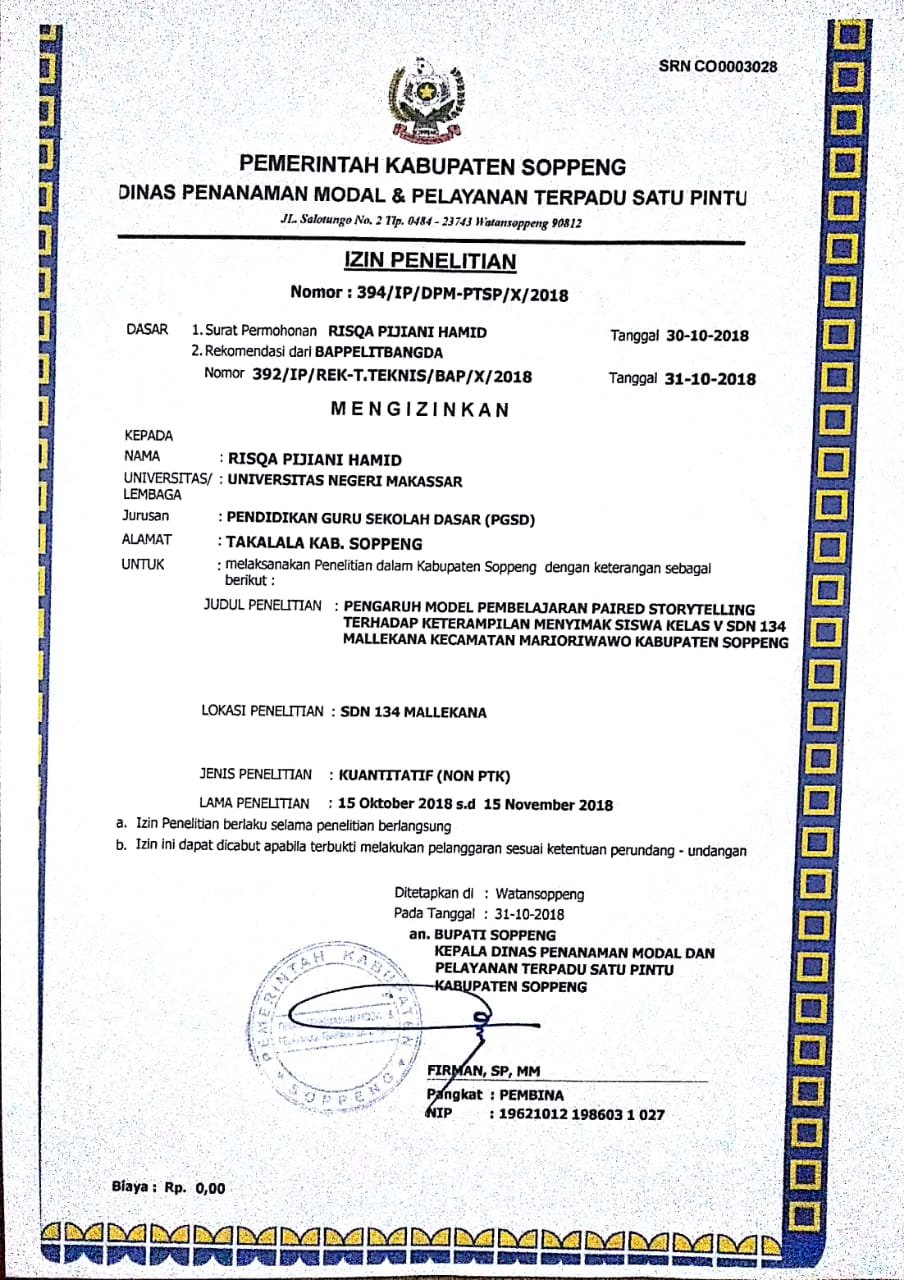 SRN CO0003028
SOPPENG
PEMERINTAH KABUPATEN SOPPENG
DINAS PENANAMAN MODAL & PELAYANAN TERPADU SATU PINTU
JL. Salotungo No. 2 Tlp. 0484 - 23743 Watansoppeng 90812
IZIN PENELITIAN
Nomor : 394/IP/DPM-PTSP/X/2018
DASAR 1. Surat Permohonan RISQA PIJIANI HAMID Tanggal 30-10-2018
2. Rekomendasi dari BAPPELITBANGDA
Nomor 392/IP/REK-T.TEKNIS/BAP/X/2018 Tanggal 31-10-2018
MENGIZINKAN
KEPADA
NAMA : RISQA PIJIANI HAMID
UNIVERSITAS/ : UNIVERSITAS NEGERI MAKASSAR
LEMBAGA
Jurusan : PENDIDIKAN GURU SEKOLAH DASAR (PGSD)
ALAMAT : TAKALALA KAB. SOPPENG
UNTUK : melaksanakan Penelitian dalam Kabupaten Soppeng dengan keterangan sebagai
berikut :
JUDUL PENELITIAN : PENGARUH MODEL PEMBELAJARAN PAIRED STORYTELLING
TERHADAP KETERAMPILAN MENYIMAK SISWA KELAS V SDN 134
MALLEKANA KECAMATAN MARIORIWAWO KABUPATEN SOPPENG
LOKASI PENELITIAN : SDN 134 MALLEKANA
JENIS PENELITIAN : KUANTITATIF (NON PTK)
LAMA PENELITIAN : 15 Oktober 2018 s.d 15 November 2018
a. Izin Penelitian berlaku selama penelitian berlangsung
b. Izin ini dapat dicabut apabila terbukti melakukan pelanggaran sesuai ketentuan perundang - undangan
Ditetapkan di : Watansoppeng
Pada Tanggal : 31-10-2018
an. BUPATI SOPPENG
KEPALA DINAS PENANAMAN MODAL DAN
PELAYANAN TERPADU SATU PINTU
KABUPATEN SOPPENG
PEMERINTAH KABUPATEN
SOPPENG
FIRMAN, SP, MM
Pangkat : PEMBINA
NIP : 19621012 198603 1 027
Biaya : Rp. 0,00